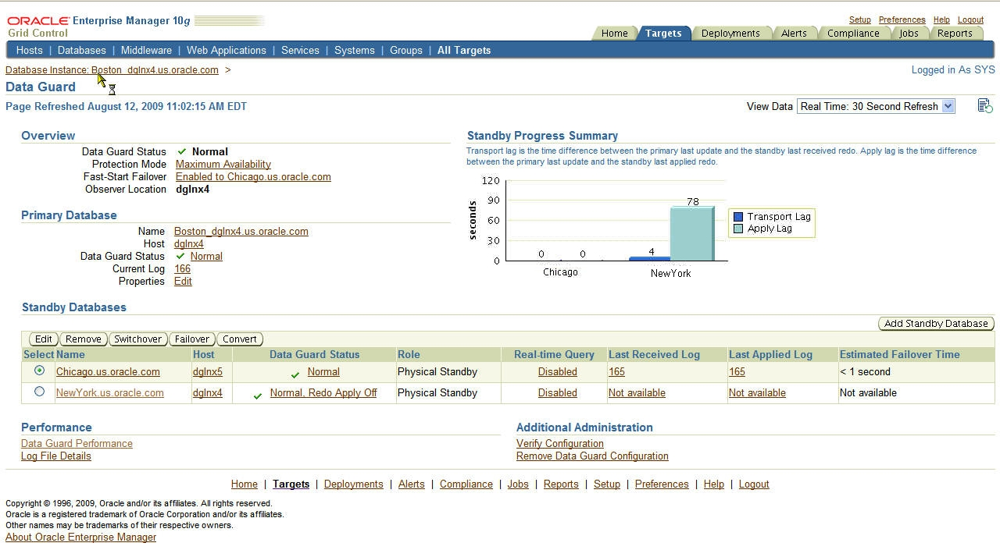 ORACLE Enterprise Manager 10g
Grid Control
Setup Preferences Help Logout
Home Targets Deployments Alerts Compliance Jobs Reports
Hosts | Databases | Middleware | Web Applications | Services | Systems | Groups | All Targets
Database Instance: Boston_dglnx4.us.oracle.com >
Logged in As SYS
Data Guard
Page Refreshed August 12, 2009 11:02:15 AM EDT
View Data Real Time: 30 Second Refresh
Overview
Data Guard Status Normal
Protection Mode Maximum Availability
Fast-Start Failover Enabled to Chicago.us.oracle.com
Observer Location dglnx4
Primary Database
Name Boston_dglnx4.us.oracle.com
Host dglnx4
Data Guard Status Normal
Current Log 166
Properties Edit
Standby Progress Summary
Transport lag is the time difference between the primary last update and the standby last received redo. Apply lag is the time difference
between the primary last update and the standby last applied redo.
120
90
60
30
0
seconds
0 0 4 78
Chicago NewYork
Transport Lag
Apply Lag
Standby Databases
Add Standby Database
Edit Remove Switchover Failover Convert
Select Name Host Data Guard Status Role Real-time Query Last Received Log Last Applied Log Estimated Failover Time
Chicago.us.oracle.com dglnx5 Normal Physical Standby Disabled 165 165 < 1 second
NewYork.us.oracle.com dglnx4 Normal, Redo Apply Off Physical Standby Disabled Not available Not available Not available
Performance
Data Guard Performance
Log File Details
Additional Administration
Verify Configuration
Remove Data Guard Configuration
Home | Targets | Deployments | Alerts | Compliance | Jobs | Reports | Setup | Preferences | Help | Logout
Copyright © 1996, 2009, Oracle and/or its affiliates. All rights reserved.
Oracle is a registered trademark of Oracle Corporation and/or its affiliates.
Other names may be trademarks of their respective owners.
About Oracle Enterprise Manager